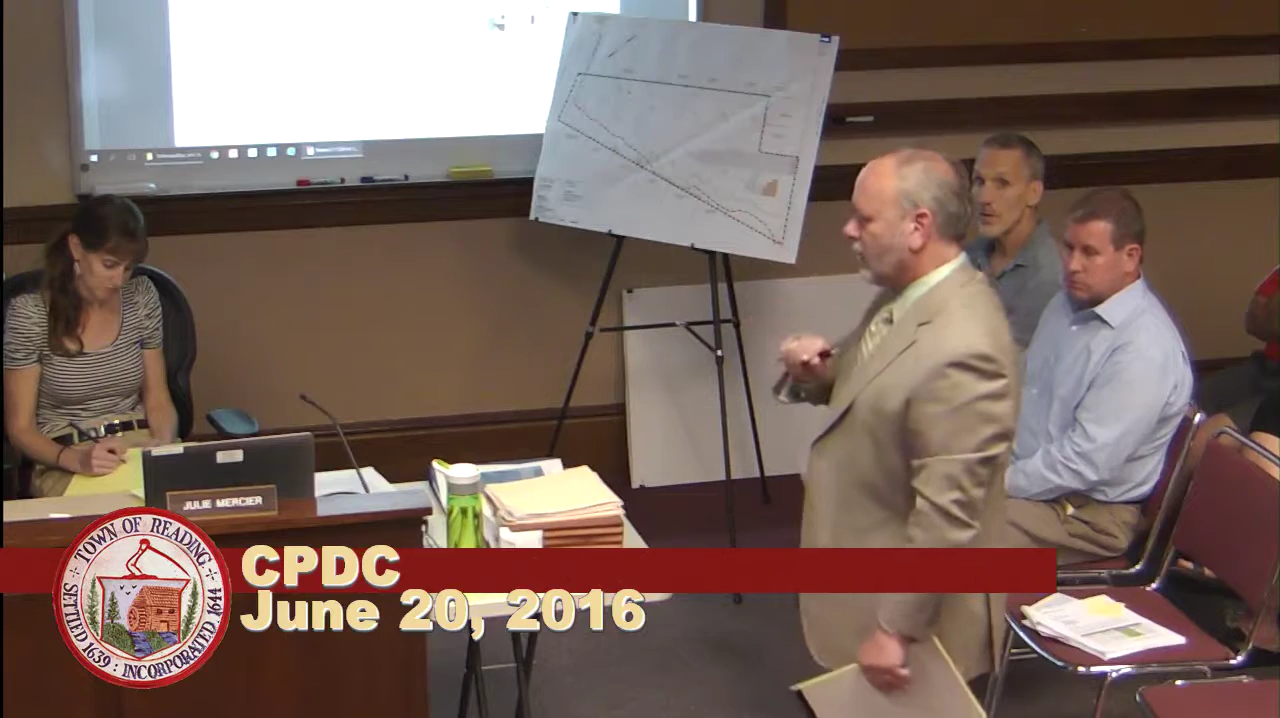 JULIE MERCIER
TOWN OF READING
SETTLED 1639 : INCORPORATED 1644
CPDC
June 20, 2016